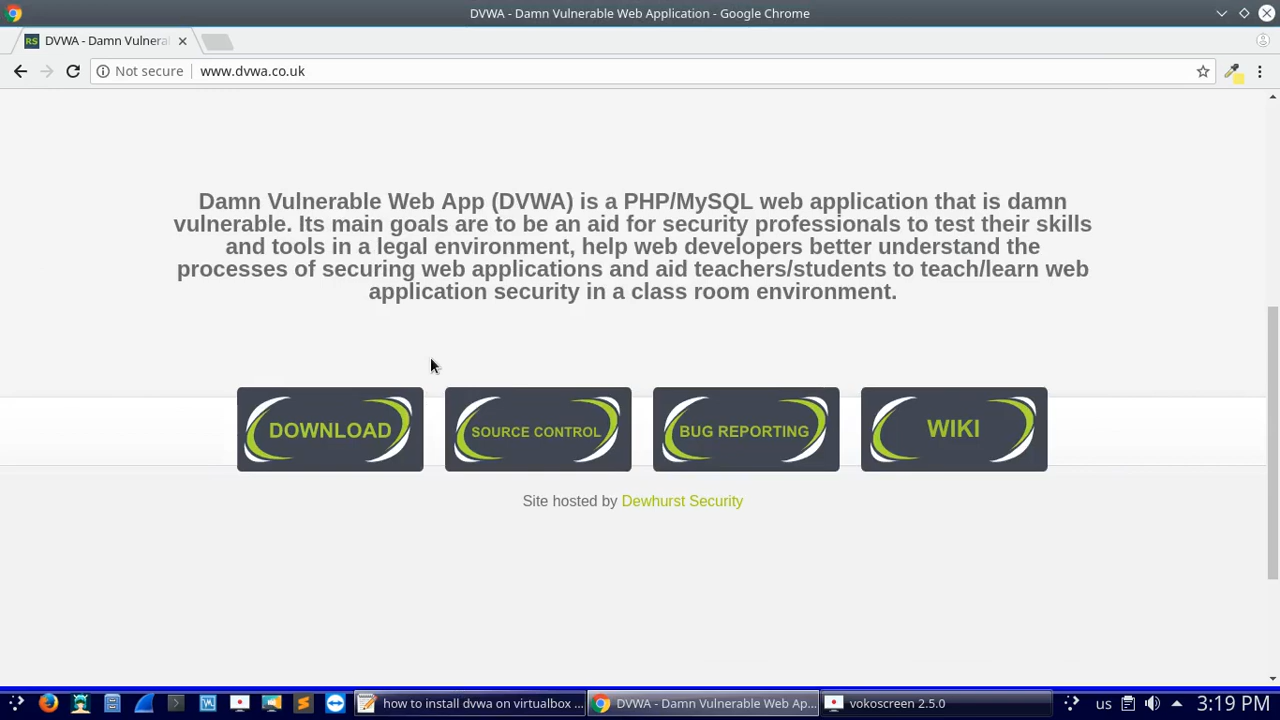 DVWA - Damn Vulnerable Web Application - Google Chrome
RS DVWA - Damn Vulnera
Not secure www.dvwa.co.uk
Damn Vulnerable Web App (DVWA) is a PHP/MySQL web application that is damn
vulnerable. Its main goals are to be an aid for security professionals to test their skills
and tools in a legal environment, help web developers better understand the
processes of securing web applications and aid teachers/students to teach/learn web
application security in a class room environment.
DOWNLOAD SOURCE CONTROL BUG REPORTING WIKI
Site hosted by Dewhurst Security
how to install dvwa on virtualbox ... DVWA - Damn Vulnerable Web Ap... vokoscreen 2.5.0 us 3:19 PM